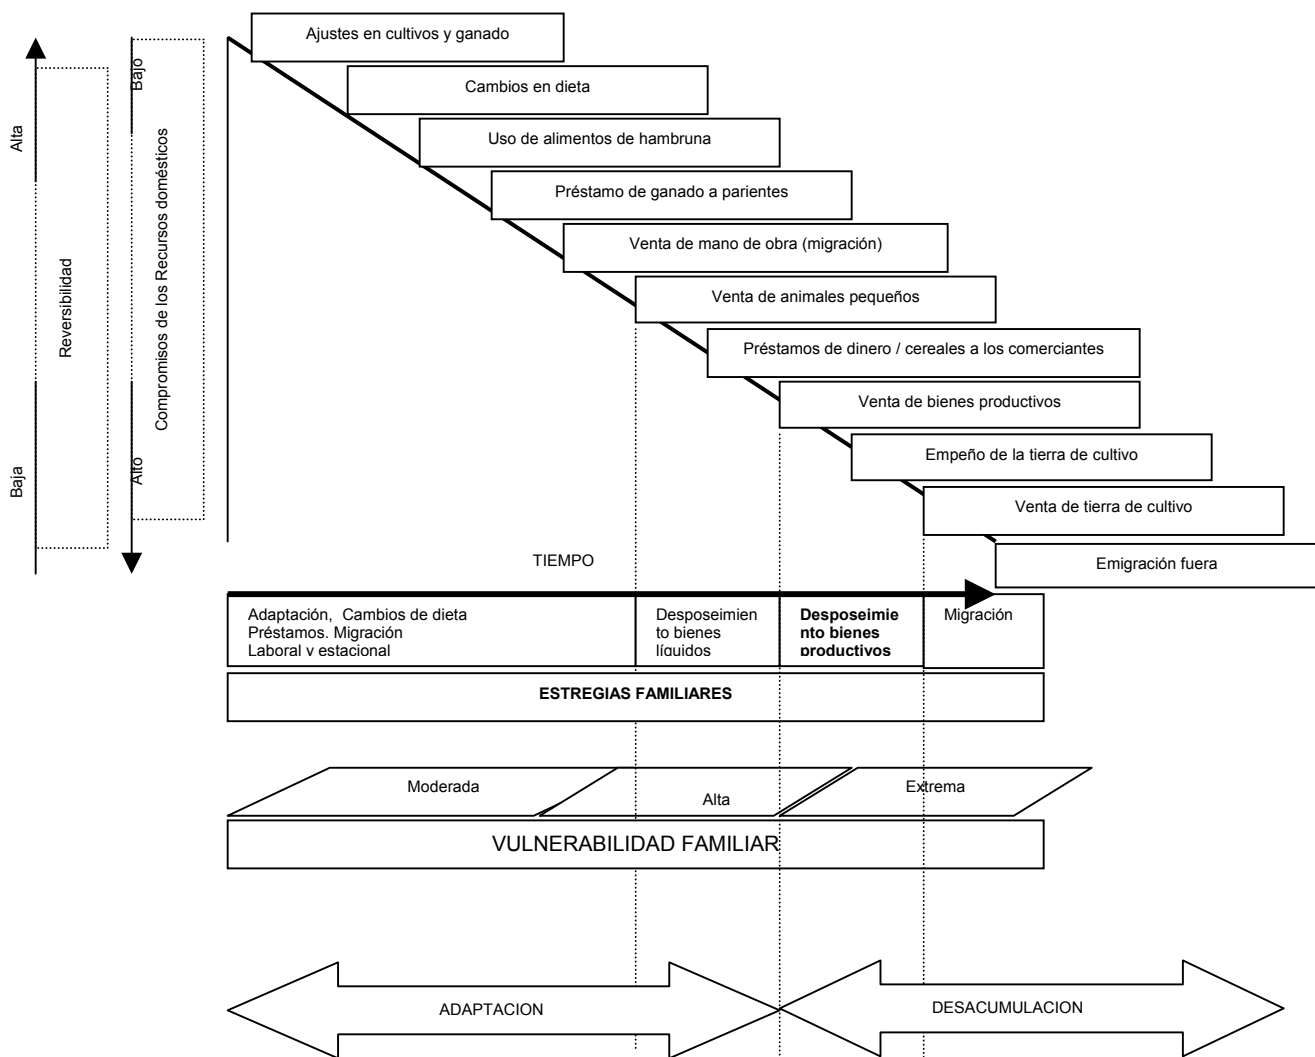 Ajustes en cultivos y ganado
Cambios en dieta
Uso de alimentos de hambruna
Préstamo de ganado a parientes
Venta de mano de obra (migración)
Venta de animales pequeños
Préstamos de dinero / cereales a los comerciantes
Venta de bienes productivos
Empeño de la tierra de cultivo
Venta de tierra de cultivo
Emigración fuera
Alta
Reversibilidad
Baja
Bajo
Compromisos de los Recursos domésticos
Alto
TIEMPO
Adaptación, Cambios de dieta
Préstamos. Migración
Laboral y estacional
Desposeimien
to bienes
líquidos
Desposeimie
nto bienes
productivos
Migración
ESTREGIAS FAMILIARES
Moderada
Alta
Extrema
VULNERABILIDAD FAMILIAR
ADAPTACION
DESACUMULACION